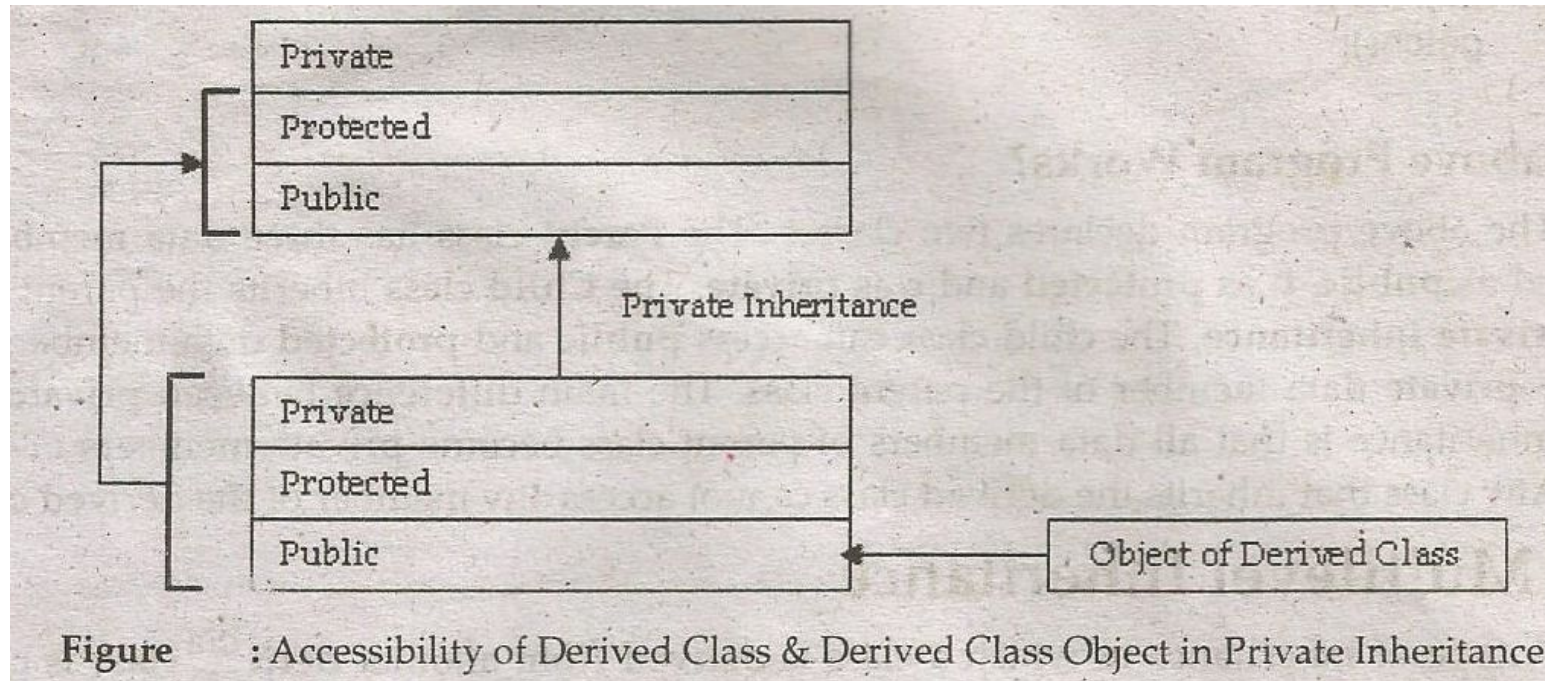 Private
Protected
Public
Private Inheritance
Private
Protected
Public
Object of Derived Class
Figure : Accessibility of Derived Class & Derived Class Object in Private Inheritance